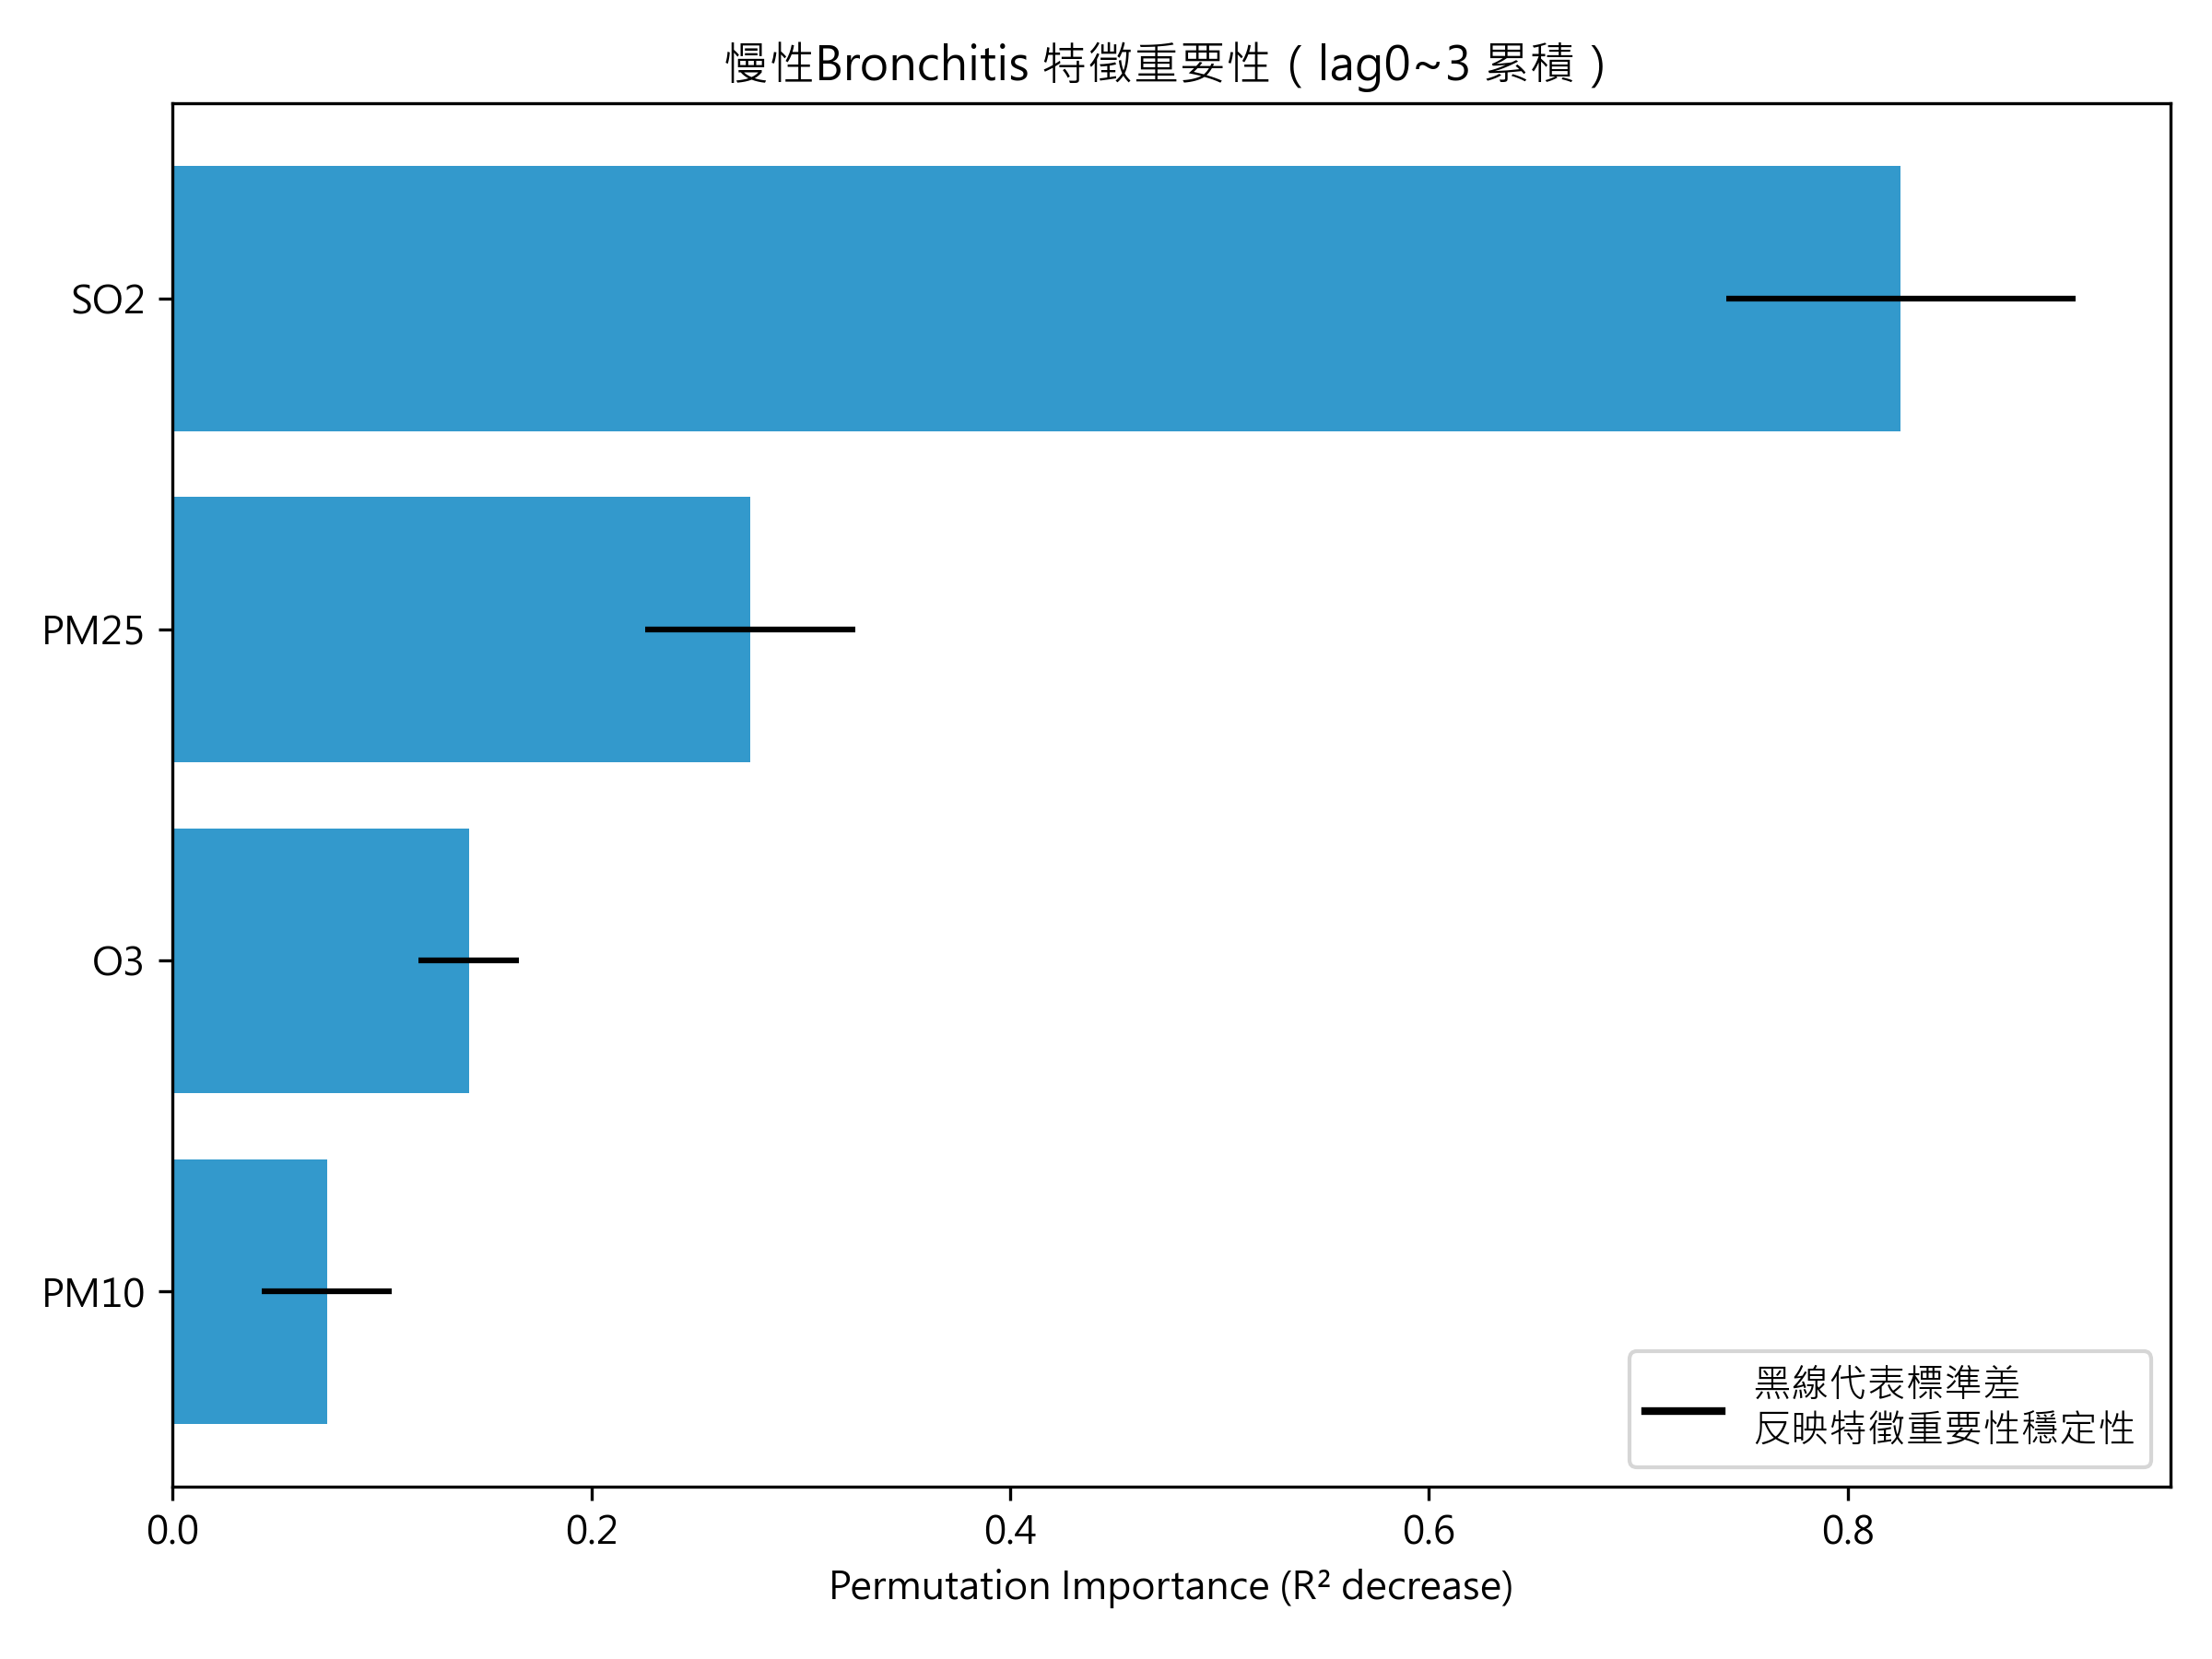 慢性Bronchitis 特徵重要性（lag0~3 累積）
SO2
PM25
O3
PM10
黑線代表標準差
反映特徵重要性穩定性
0.0 0.2 0.4 0.6 0.8
Permutation Importance (R² decrease)